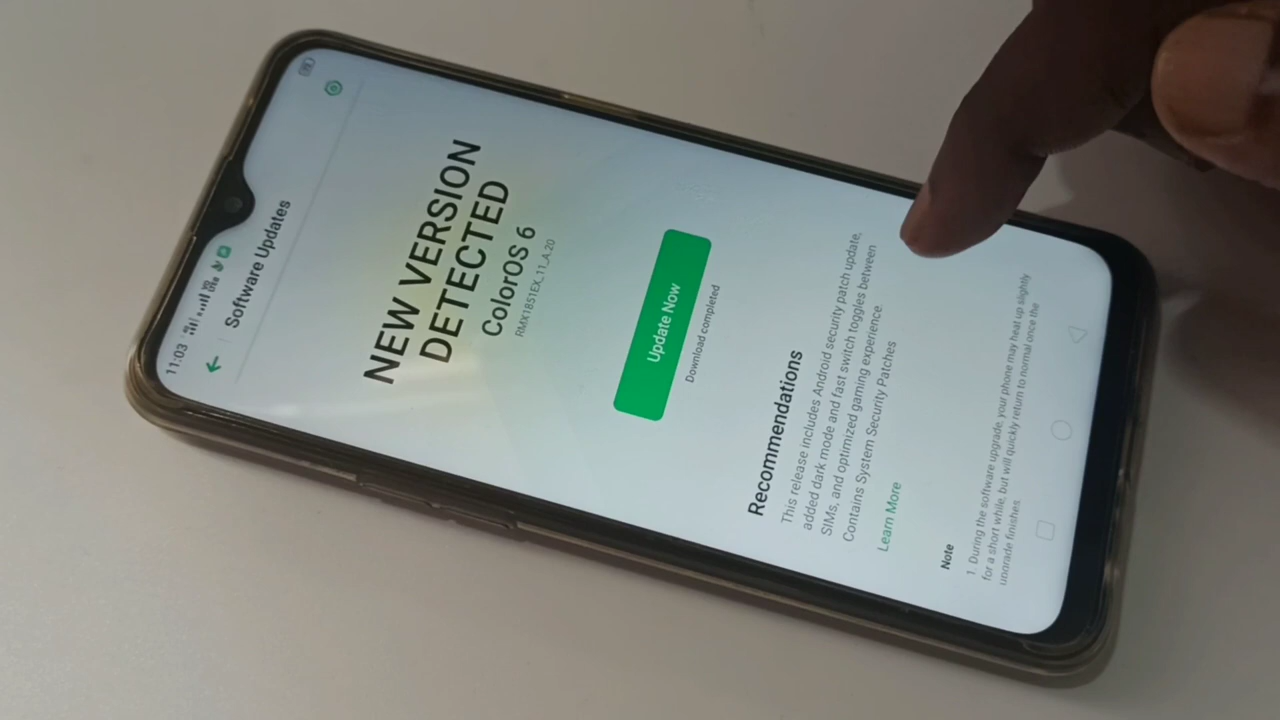 11:03
Software Updates
NEW VERSION
DETECTED
ColorOS 6
RMX1851EX_11_A.20
Update Now
Download completed
Recommendations
This release includes Android security patch update,
added dark mode and fast switch toggles between
SIMs, and optimized gaming experience.
Contains System Security Patches
Learn More
Note
1. During the software upgrade, your phone may heat up slightly
for a short while, but will quickly return to normal once the
upgrade finishes.